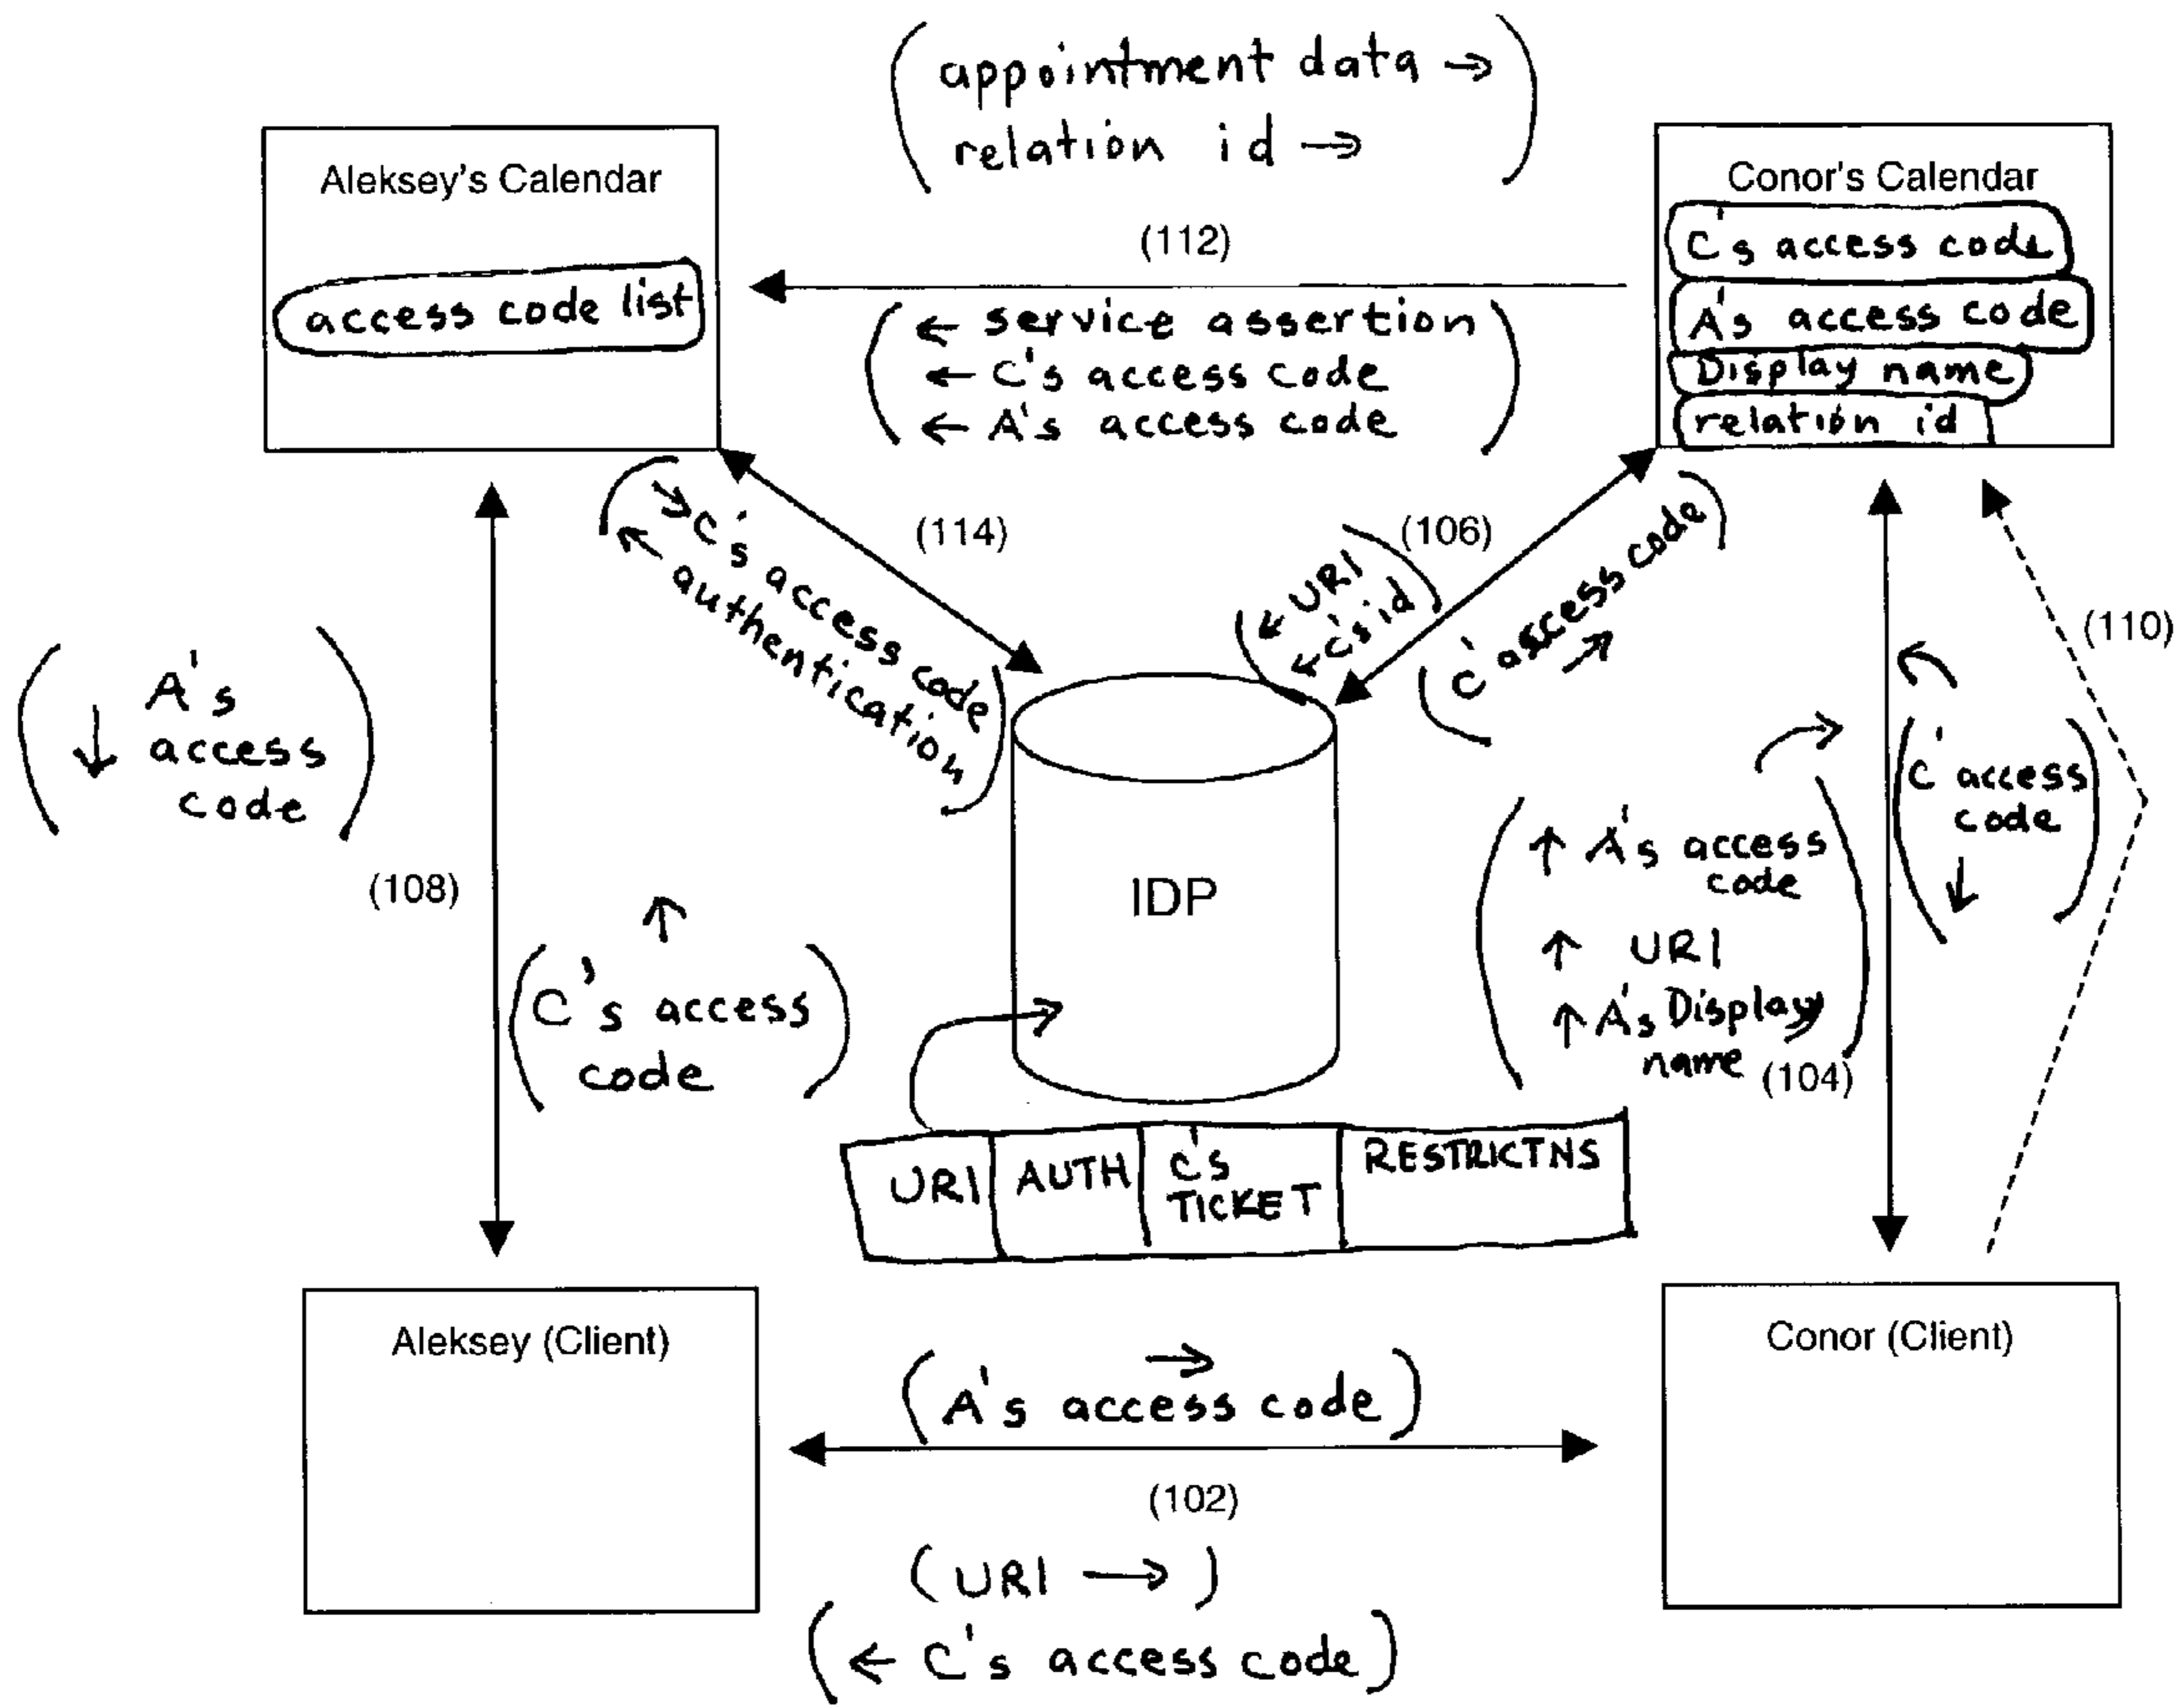 appointment data →
relation id →
Aleksey's Calendar
access code list
(112)
← service assertion
← C's access code
← A's access code
Conor's Calendar
C's access code
A's access code
Display name
relation id
(114)
↘ C's access code
↖ authentication
(106)
↙ URI
↙ C's id
(C' access code)
→
(110)
A's
↓ access
code
(108)
↑
(C's access
code)
IDP
↑ A's access
code
↑ URI
↑ A's Display
name
(104)
C' access
code
↓
URI
AUTH
C's
TICKET
RESTRICTNS
Aleksey (Client)
Conor (Client)
→
(A's access code)
(102)
(URI →)
(← C's access code)